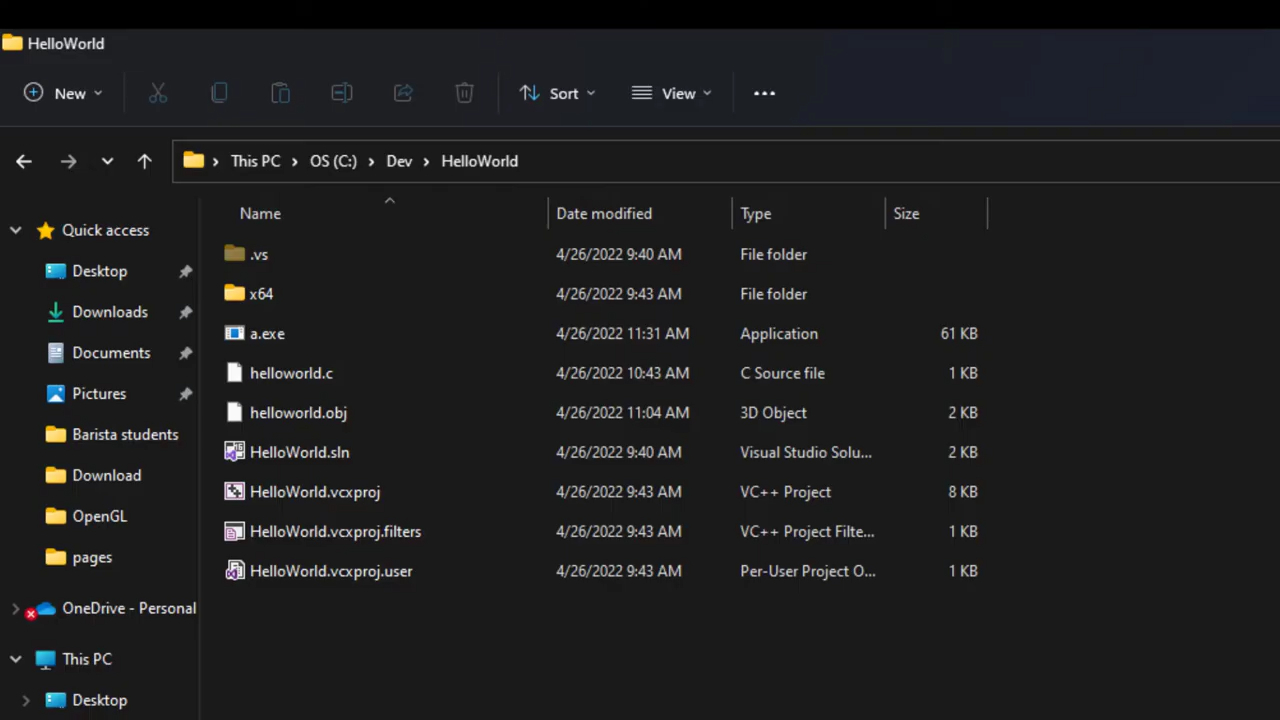 HelloWorld
New
Sort
View
This PC > OS (C:) > Dev > HelloWorld
Name Date modified Type Size
Quick access
Desktop
Downloads
Documents
Pictures
Barista students
Download
OpenGL
pages
OneDrive - Personal
This PC
Desktop
.vs 4/26/2022 9:40 AM File folder
x64 4/26/2022 9:43 AM File folder
a.exe 4/26/2022 11:31 AM Application 61 KB
helloworld.c 4/26/2022 10:43 AM C Source file 1 KB
helloworld.obj 4/26/2022 11:04 AM 3D Object 2 KB
HelloWorld.sln 4/26/2022 9:40 AM Visual Studio Solu... 2 KB
HelloWorld.vcxproj 4/26/2022 9:43 AM VC++ Project 8 KB
HelloWorld.vcxproj.filters 4/26/2022 9:43 AM VC++ Project Filte... 1 KB
HelloWorld.vcxproj.user 4/26/2022 9:43 AM Per-User Project O... 1 KB